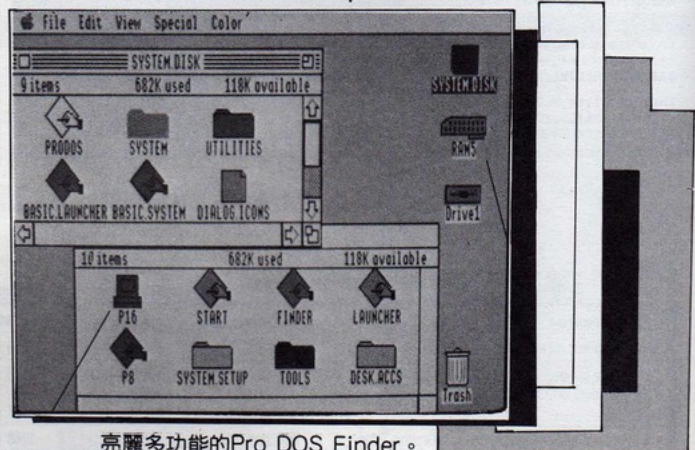 File Edit View Special Color
SYSTEM.DISK
9 items 682K used 118K available
PRODOS SYSTEM UTILITIES
BASIC.LAUNCHER BASIC.SYSTEM DIALOG.ICONS
SYSTEM.DISK
RAM5
Drive1
10 items 682K used 118K available
P16 START FINDER LAUNCHER
P8 SYSTEM.SETUP TOOLS DESK.ACCS
Trash
亮麗多功能的Pro DOS Finder。